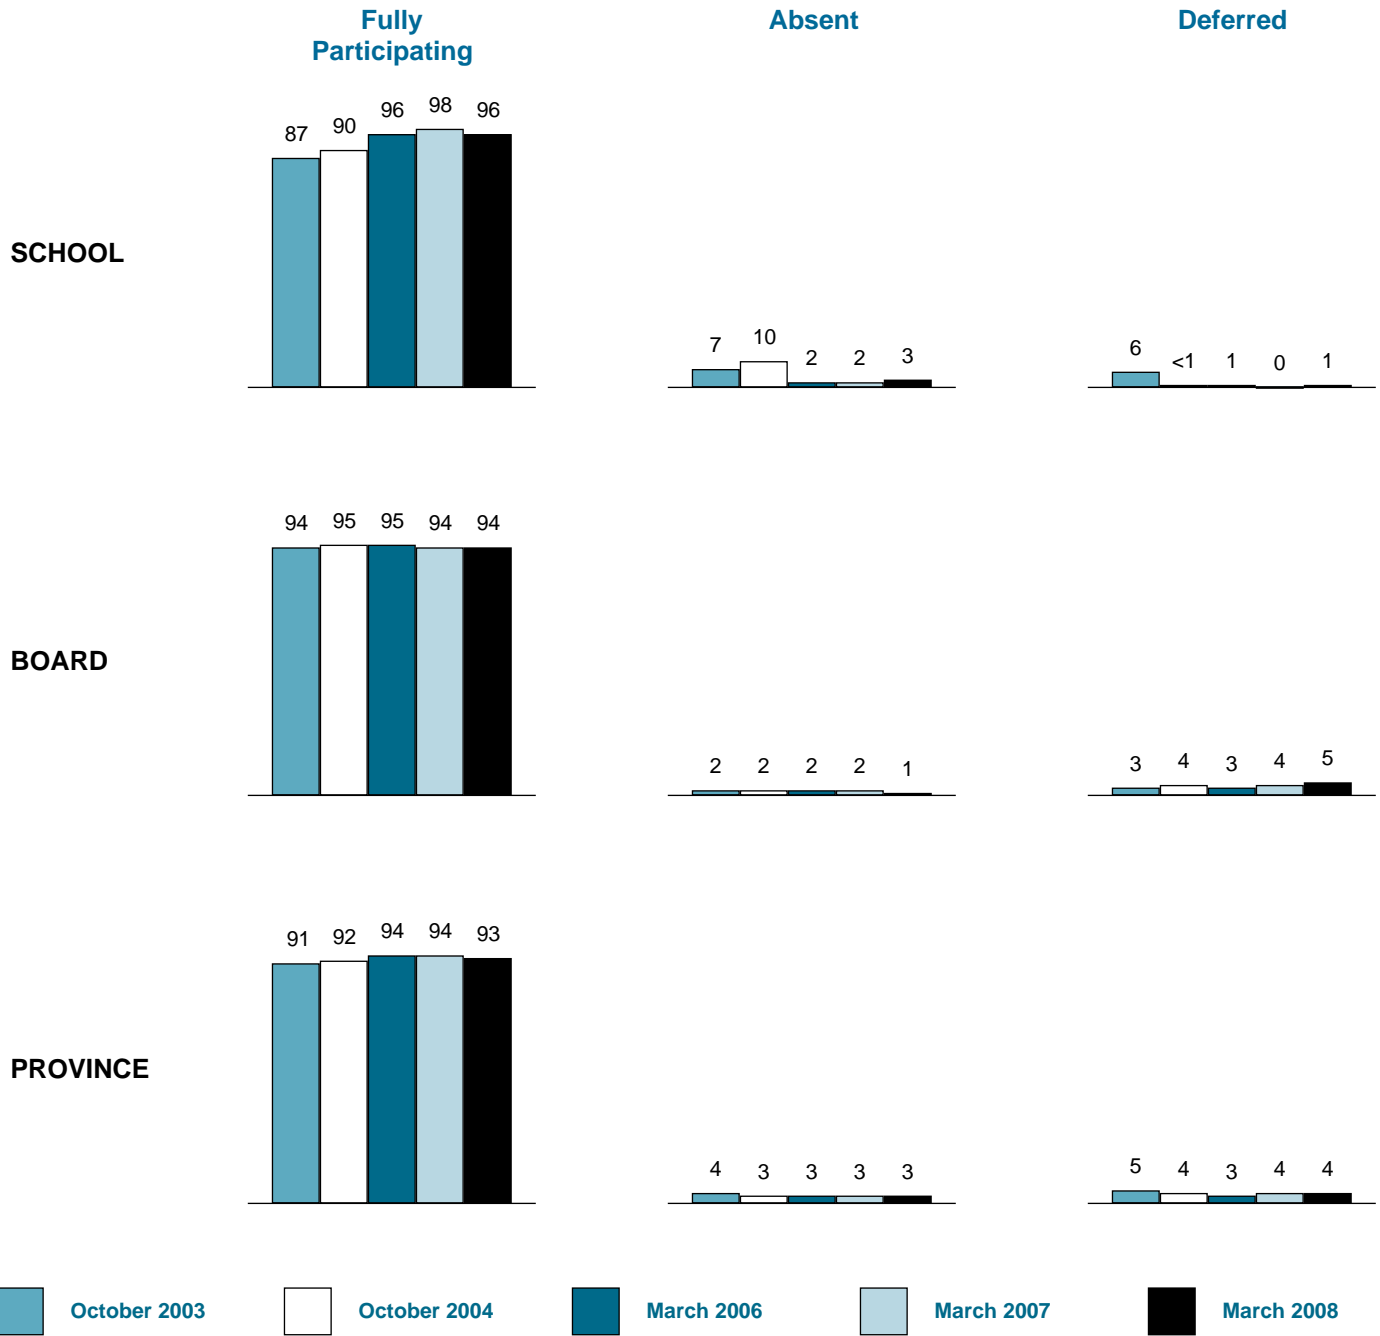 Fully
Participating
Absent
Deferred
87 90 96 98 96
SCHOOL
7 10 2 2 3
6 <1 1 0 1
94 95 95 94 94
BOARD
2 2 2 2 1
3 4 3 4 5
91 92 94 94 93
PROVINCE
4 3 3 3 3
5 4 3 4 4
October 2003
October 2004
March 2006
March 2007
March 2008